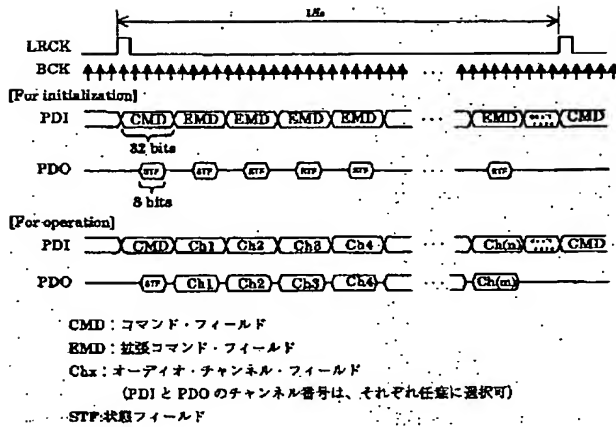 1/fs
LRCK
BCK
[For initialization]
PDI CMD EMD EMD EMD EMD ... EMD CMD
32 bits
PDO STF STF STF STF STF ... STF
8 bits
[For operation]
PDI CMD Ch1 Ch2 Ch3 Ch4 ... Ch(n) CMD
PDO STF Ch1 Ch2 Ch3 Ch4 ... Ch(m)
CMD：コマンド・フィールド
EMD：拡張コマンド・フィールド
Chx：オーディオ・チャンネル・フィールド
(PDIとPDOのチャンネル番号は、それぞれ任意に選択可)
STF:状態フィールド